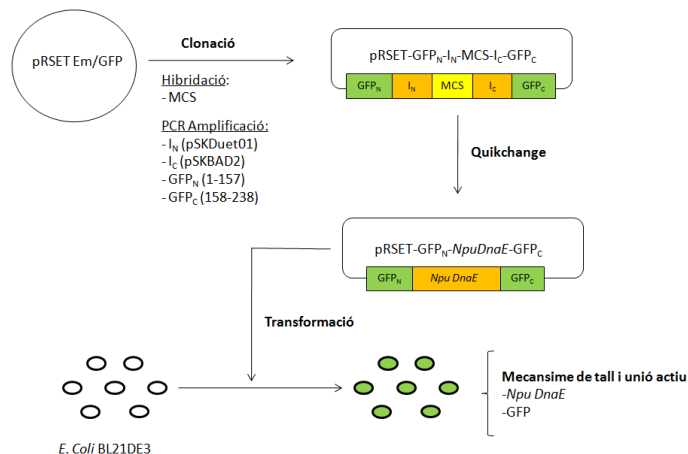 pRSET Em/GFP
Clonació
Hibridació:
- MCS
PCR Amplificació:
- IN (pSKDuet01)
- IC (pSKBAD2)
- GFPN (1-157)
- GFPC (158-238)
pRSET-GFPN-IN-MCS-IC-GFPC
GFPN IN MCS IC GFPC
Quikchange
pRSET-GFPN-NpuDnaE-GFPC
GFPN Npu DnaE GFPC
Transformació
E. Coli BL21DE3
Mecansime de tall i unió actiu
-Npu DnaE
-GFP